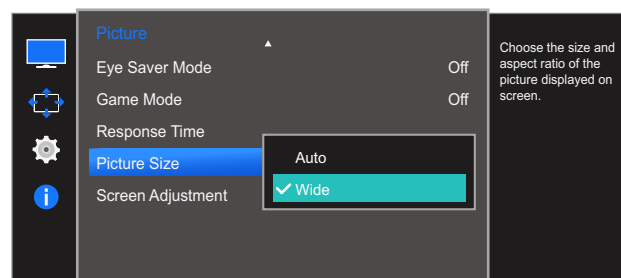 Picture
Eye Saver Mode Off
Game Mode Off
Response Time
Picture Size
Auto
Wide
Screen Adjustment
Choose the size and
aspect ratio of the
picture displayed on
screen.